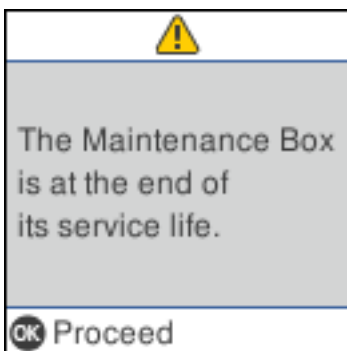 The Maintenance Box
is at the end of
its service life.
OK Proceed